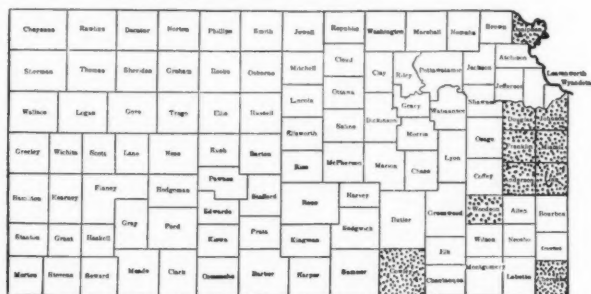 Cheyenne Rawlins Decatur Norton Phillips Smith Jewell Republic Washington Marshall Nemaha Brown
Sherman Thomas Sheridan Graham Rooks Osborne Mitchell Cloud Clay Riley Pottawatomie Jackson Atchison
Jefferson Leavenworth
Wyandotte
Wallace Logan Gove Trego Ellis Russell Lincoln Ottawa Dickinson Geary Wabaunsee Shawnee
Ellsworth Saline Morris Osage
Greeley Wichita Scott Lane Ness Rush Barton Rice McPherson Marion Chase Lyon Coffey
Hamilton Kearney Finney Hodgeman Pawnee Stafford Reno Harvey
Gray Ford Edwards Sedgwick Butler Greenwood Woodson Allen Bourbon
Stanton Grant Haskell Kiowa Pratt Kingman Elk Wilson Neosho
Morton Stevens Seward Meade Clark Comanche Barber Harper Sumner Chautauqua Montgomery Labette